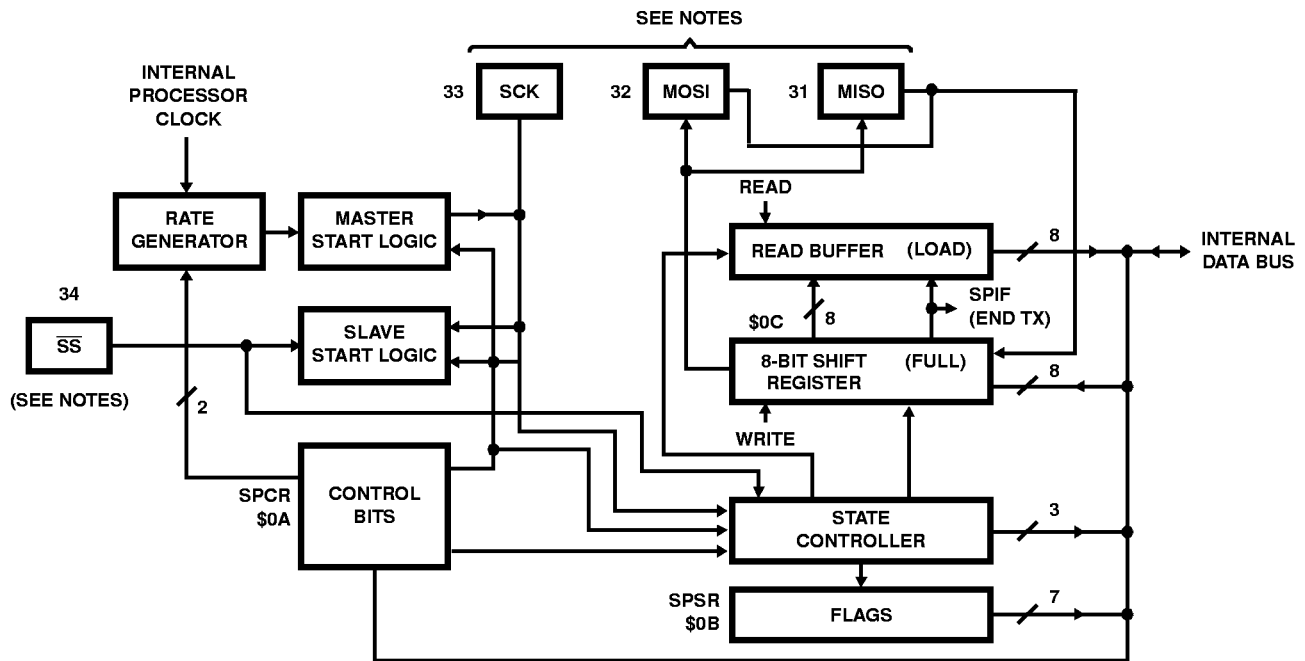 SEE NOTES
INTERNAL
PROCESSOR
CLOCK
33
SCK
32
MOSI
31
MISO
RATE
GENERATOR
MASTER
START LOGIC
READ
READ BUFFER (LOAD)
8
INTERNAL
DATA BUS
34
SS
(SEE NOTES)
SLAVE
START LOGIC
$0C
8
SPIF
(END TX)
8-BIT SHIFT
REGISTER
(FULL)
8
2
WRITE
SPCR
$0A
CONTROL
BITS
STATE
CONTROLLER
3
SPSR
$0B
FLAGS
7